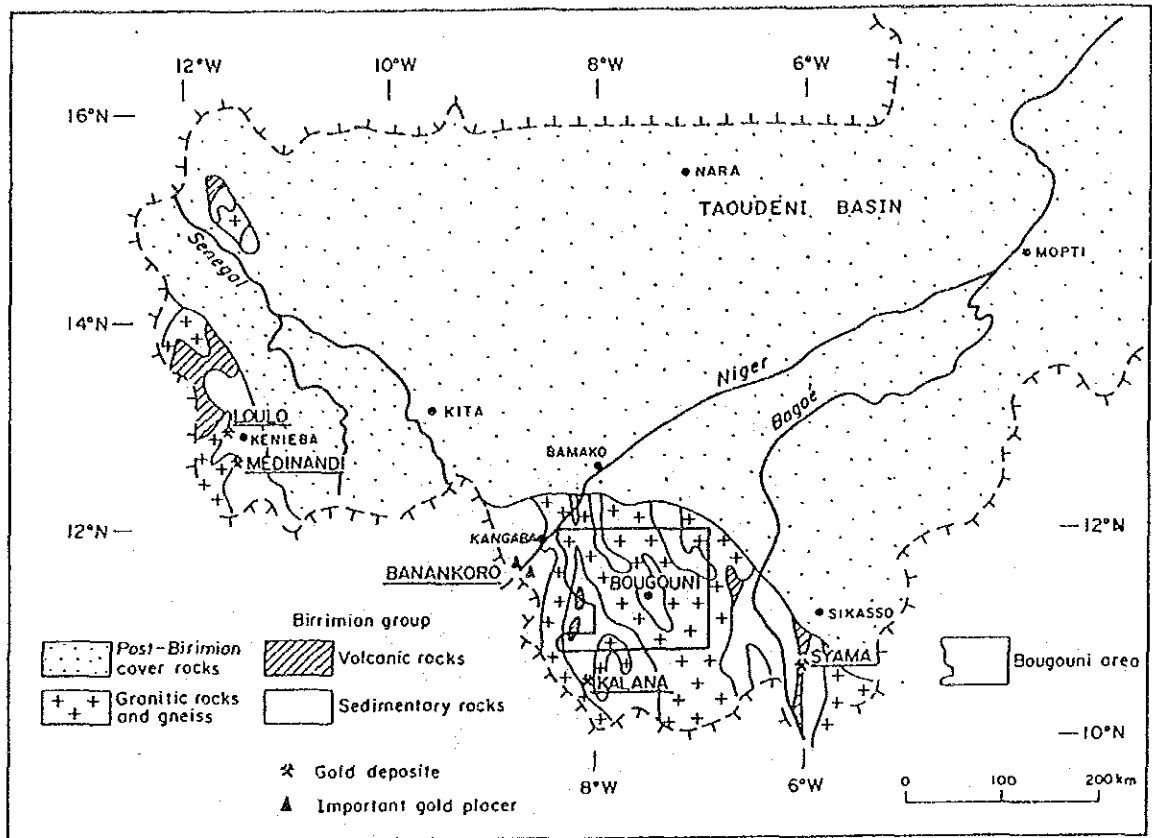 12°W
10°W
8°W
6°W
16°N
NARA
TAOUDENI BASIN
MOPTI
Senegal
14°N
Niger
Bagoé
KITA
LOULO
KENIEBA
MEDINANDI
BAMAKO
12°N
12°N
KANGABA
BANANKORO
BOUGOUNI
SIKASSO
SYAMA
KALANA
Birrimion group
Post-Birimian
cover rocks
Volcanic rocks
Bougouni area
Granitic rocks
and gneiss
Sedimentary rocks
10°N
Gold deposite
Important gold placer
8°W
6°W
0 100 200 km